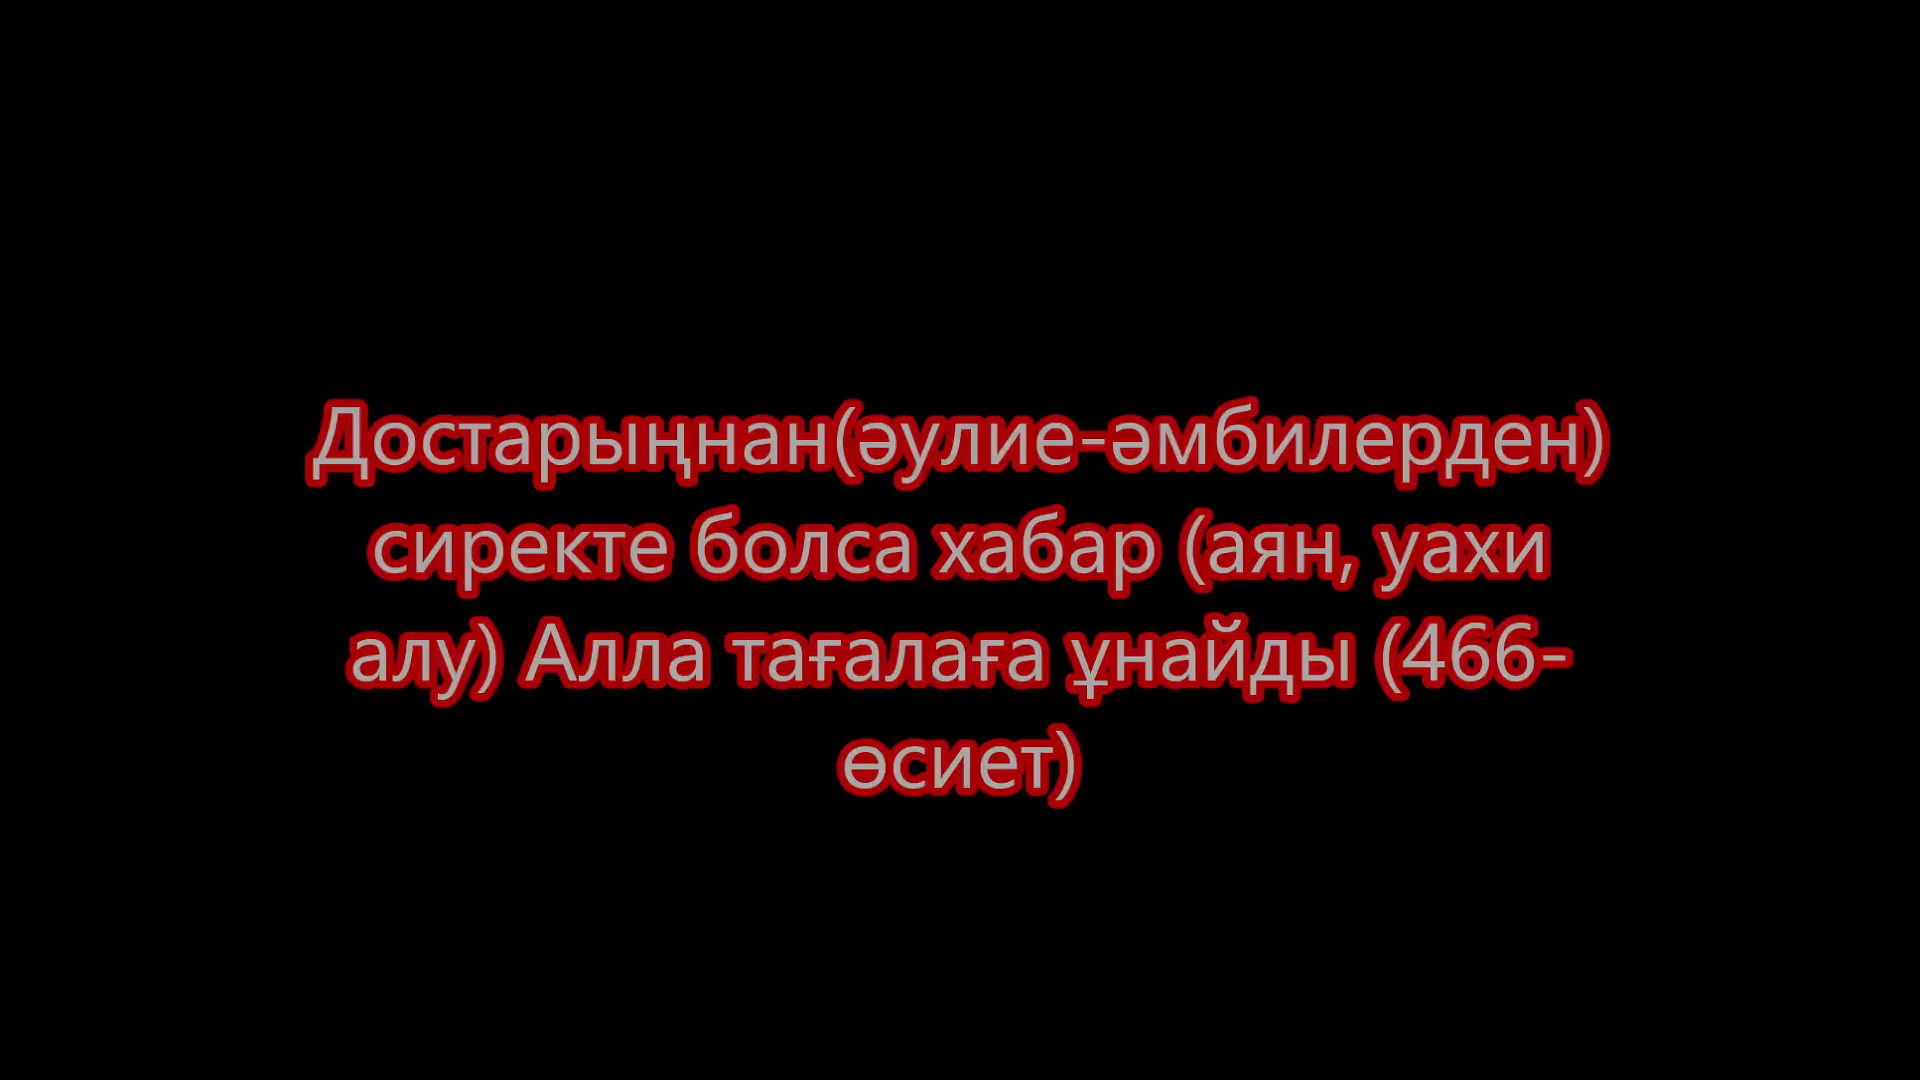 Достарыңнан(әулие-әмбилерден)
сиректе болса хабар (аян, уахи
алу) Алла тағалаға ұнайды (466-
өсиет)